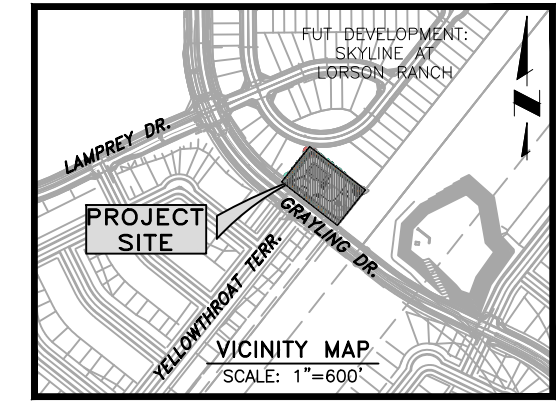 FUT DEVELOPMENT:
SKYLINE AT
LORSON RANCH
N
LAMPREY DR.
PROJECT
SITE
GRAYLING DR.
YELLOWTHROAT TERR.
VICINITY MAP
SCALE: 1"=600'